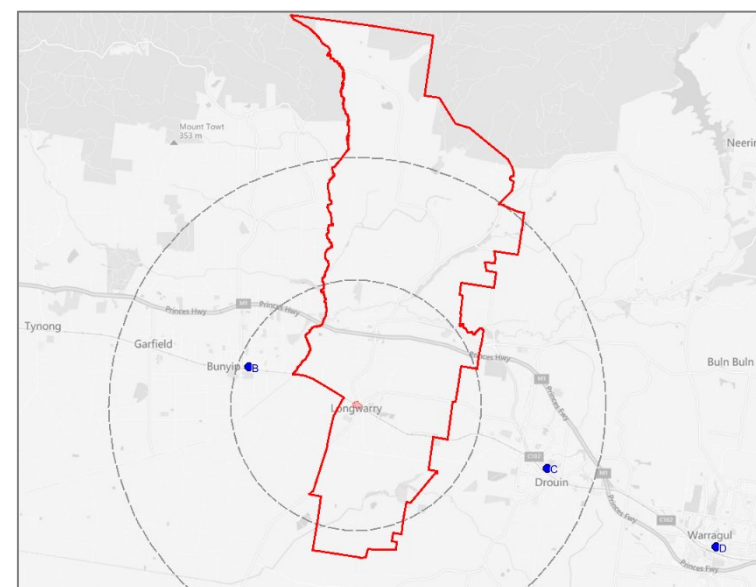 Mount Towt
353 m
Neerin
M1
Princes Hwy
Princes Hwy
Tynong
Garfield
Bunyip
B
Princes Hwy
Buln Buln
M1
Longwarry
Princes Fwy
C102
C
Drouin
M1
Princes Fwy
C102
Warragul
D